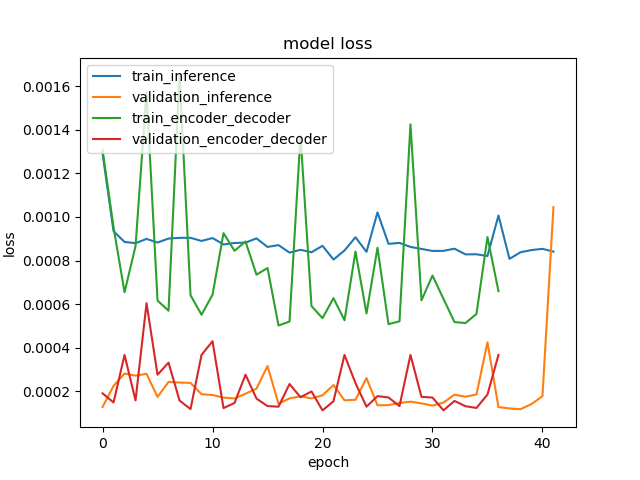 model loss
train_inference
validation_inference
train_encoder_decoder
validation_encoder_decoder
0.0016
0.0014
0.0012
0.0010
0.0008
0.0006
0.0004
0.0002
loss
0 10 20 30 40
epoch